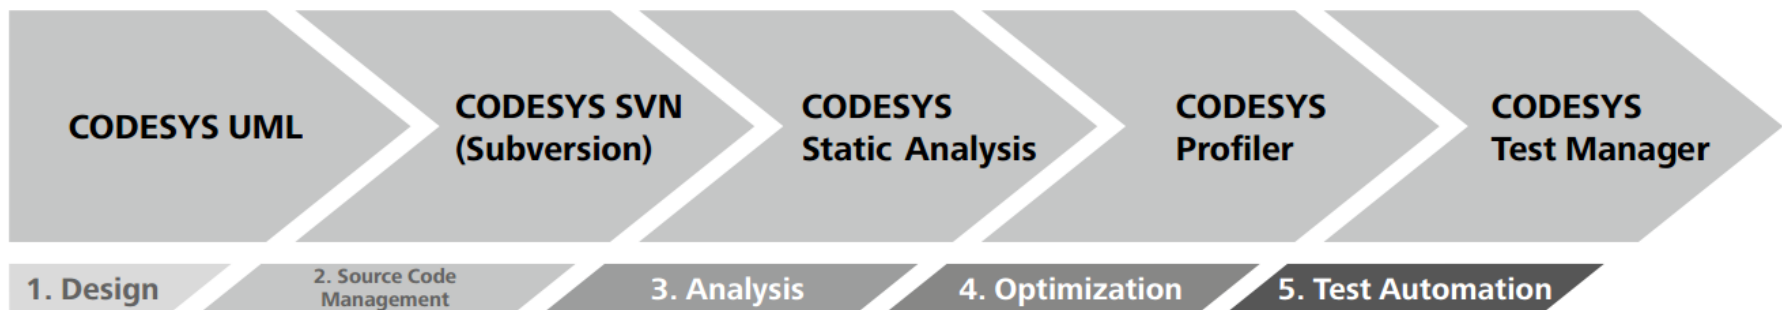 CODESYS UML
CODESYS SVN
(Subversion)
CODESYS
Static Analysis
CODESYS
Profiler
CODESYS
Test Manager
1. Design
2. Source Code
Management
3. Analysis
4. Optimization
5. Test Automation